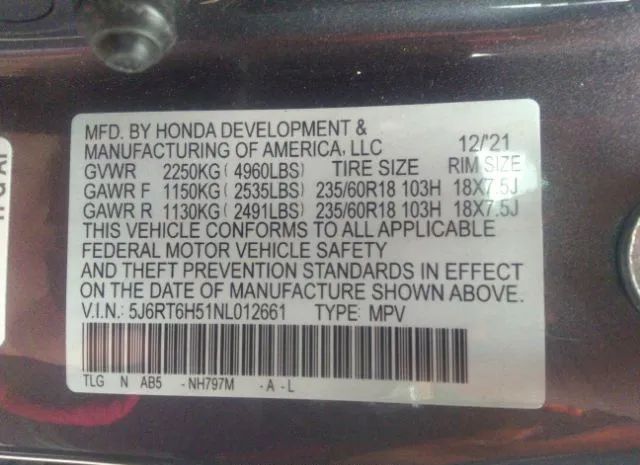 MFD. BY HONDA DEVELOPMENT &
MANUFACTURING OF AMERICA, LLC 12/'21
GVWR 2250KG ( 4960LBS) TIRE SIZE RIM SIZE
GAWR F 1150KG ( 2535LBS) 235/60R18 103H 18X7.5J
GAWR R 1130KG ( 2491LBS) 235/60R18 103H 18X7.5J
THIS VEHICLE CONFORMS TO ALL APPLICABLE
FEDERAL MOTOR VEHICLE SAFETY
AND THEFT PREVENTION STANDARDS IN EFFECT
ON THE DATE OF MANUFACTURE SHOWN ABOVE.
V.I.N.: 5J6RT6H51NL012661 TYPE: MPV
TLG N AB5 -NH797M -A-L